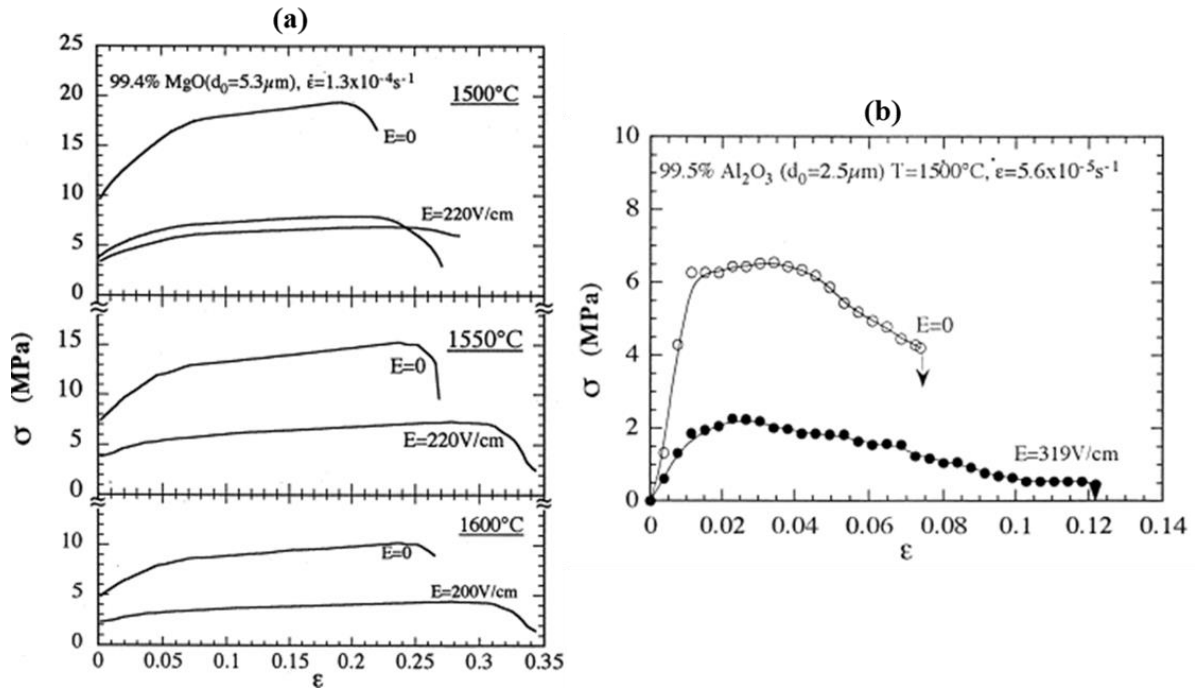 (a)
25
99.4% MgO(d₀=5.3μm), ε̇=1.3x10⁻⁴s⁻¹
1500°C
20
E=0
15
10
E=220V/cm
5
0
1550°C
15
E=0
10
E=220V/cm
5
0
1600°C
10
E=0
E=200V/cm
5
0
σ (MPa)
0 0.05 0.1 0.15 0.2 0.25 0.3 0.35
ε
(b)
10
99.5% Al₂O₃ (d₀=2.5μm) T=1500°C, ε̇=5.6x10⁻⁵s⁻¹
8
6
E=0
4
2
E=319V/cm
0
σ (MPa)
0 0.02 0.04 0.06 0.08 0.1 0.12 0.14
ε